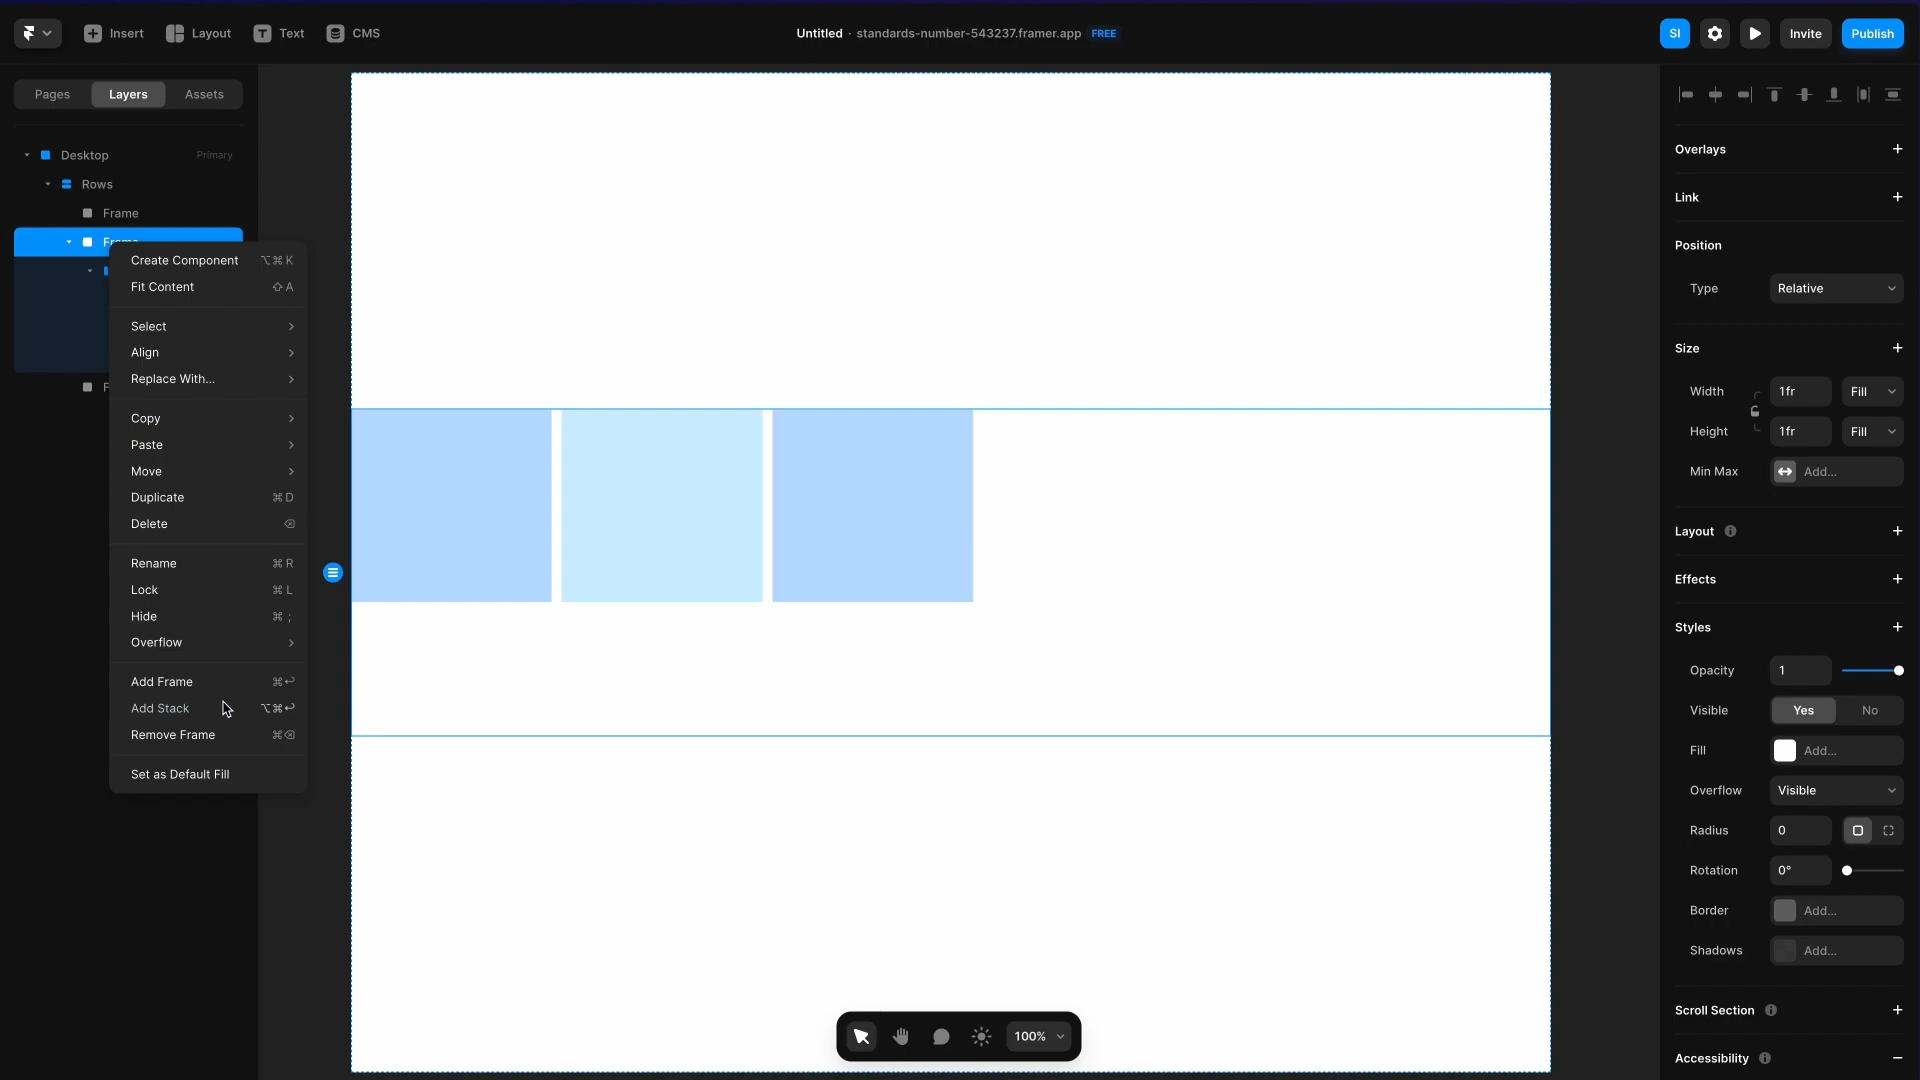 Insert
Layout
Text
CMS
Untitled · standards-number-543237.framer.app FREE
SI
Invite
Publish
Pages
Layers
Assets
Desktop
Primary
Rows
Frame
Create Component ⌥⌘K
Fit Content ⇧A
Select
Align
Replace With...
Copy
Paste
Move
Duplicate ⌘D
Delete ⌫
Rename ⌘R
Lock ⌘L
Hide ⌘;
Overflow
Add Frame ⌘↩
Add Stack ⌥⌘↩
Remove Frame ⌘⌫
Set as Default Fill
100%
Overlays
Link
Position
Type Relative
Size
Width 1fr Fill
Height 1fr Fill
Min Max Add...
Layout
Effects
Styles
Opacity 1
Visible Yes No
Fill Add...
Overflow Visible
Radius 0
Rotation 0°
Border Add...
Shadows Add...
Scroll Section
Accessibility